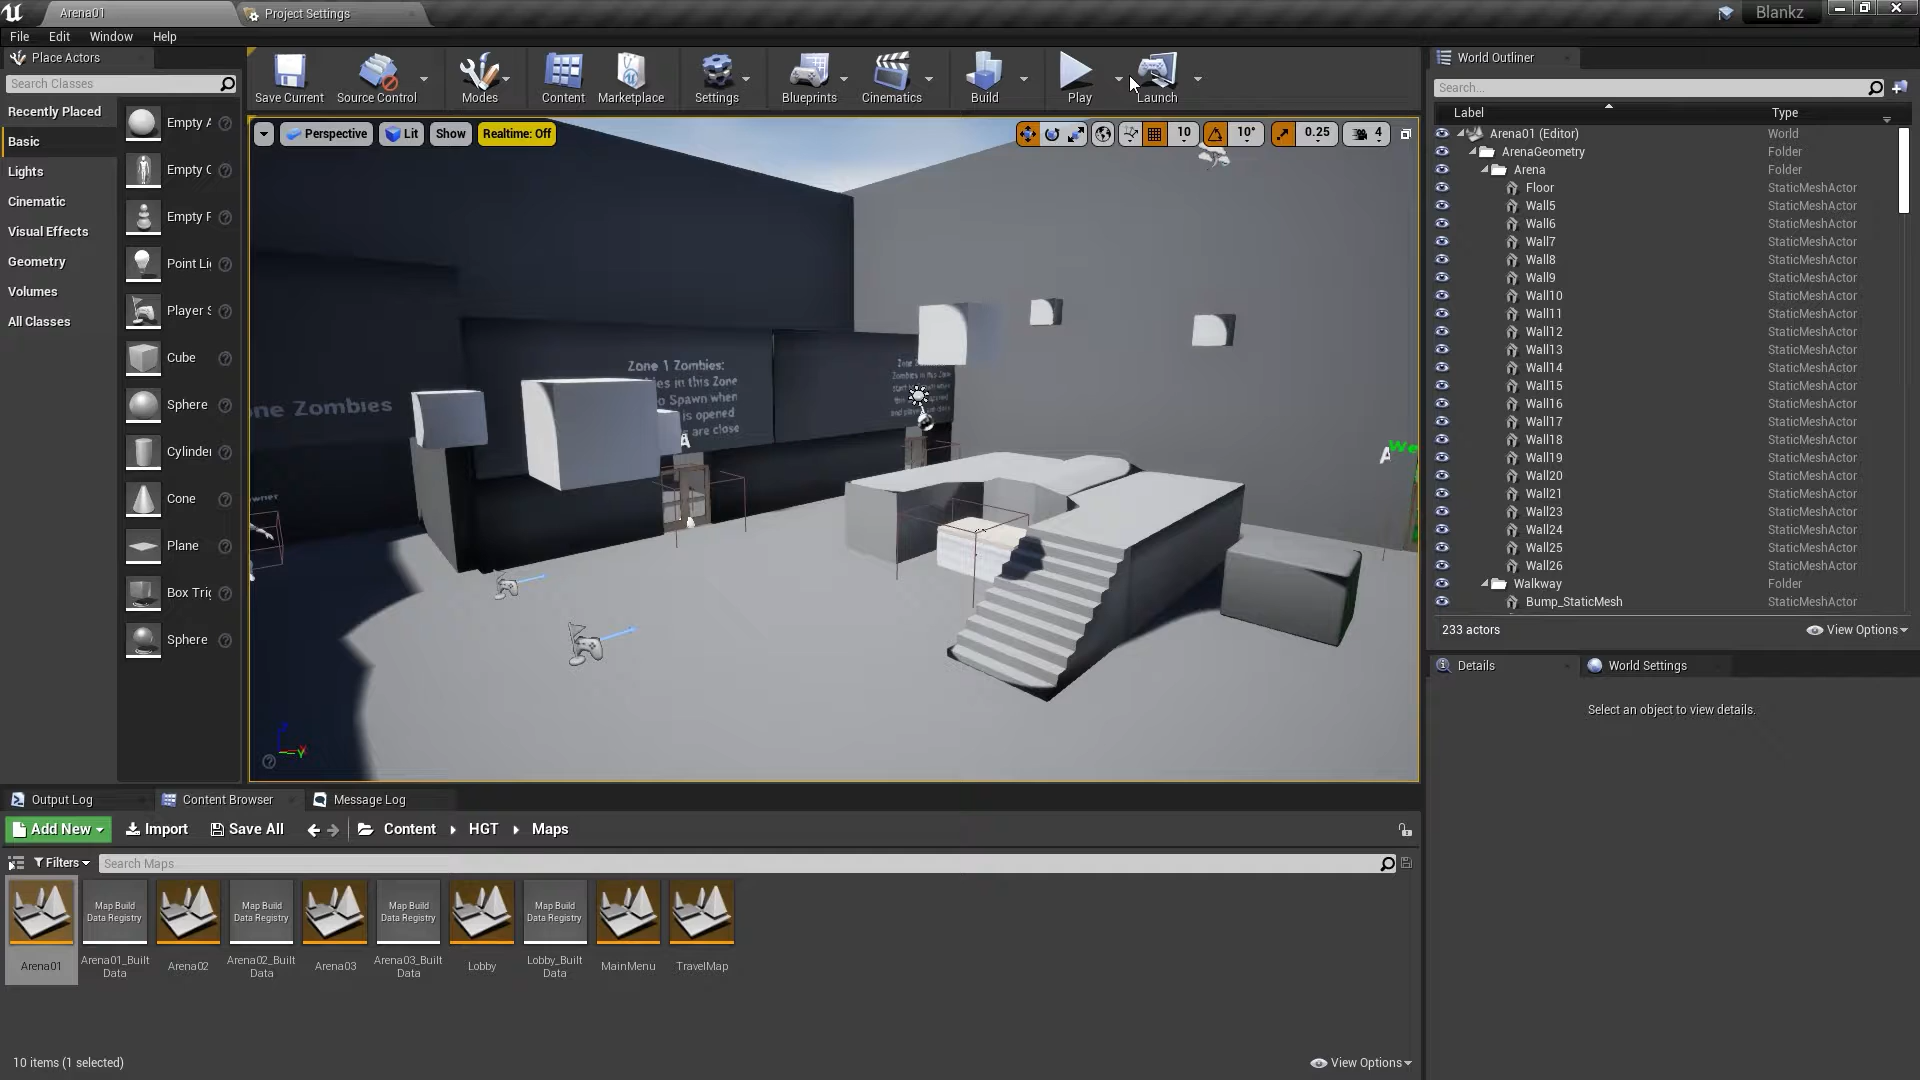 Arena01
Project Settings
Blankz
File
Edit
Window
Help
Place Actors
Search Classes
Recently Placed
Basic
Lights
Cinematic
Visual Effects
Geometry
Volumes
All Classes
Empty A
Empty C
Empty P
Point Li
Player S
Cube
Sphere
Cylinder
Cone
Plane
Box Trig
Sphere
Save Current
Source Control
Modes
Content
Marketplace
Settings
Blueprints
Cinematics
Build
Play
Launch
Perspective
Lit
Show
Realtime: Off
10
10°
0.25
4
Zone 1 Zombies:
ies in this Zone
o Spawn when
is opened
are close
ne Zombies
A
A
We
World Outliner
Search...
Label
Type
Arena01 (Editor) World
ArenaGeometry Folder
Arena Folder
Floor StaticMeshActor
Wall5 StaticMeshActor
Wall6 StaticMeshActor
Wall7 StaticMeshActor
Wall8 StaticMeshActor
Wall9 StaticMeshActor
Wall10 StaticMeshActor
Wall11 StaticMeshActor
Wall12 StaticMeshActor
Wall13 StaticMeshActor
Wall14 StaticMeshActor
Wall15 StaticMeshActor
Wall16 StaticMeshActor
Wall17 StaticMeshActor
Wall18 StaticMeshActor
Wall19 StaticMeshActor
Wall20 StaticMeshActor
Wall21 StaticMeshActor
Wall23 StaticMeshActor
Wall24 StaticMeshActor
Wall25 StaticMeshActor
Wall26 StaticMeshActor
Walkway Folder
Bump_StaticMesh StaticMeshActor
233 actors
View Options
Details
World Settings
Select an object to view details.
Output Log
Content Browser
Message Log
Add New
Import
Save All
Content
HGT
Maps
Filters
Search Maps
Map Build
Data Registry
Map Build
Data Registry
Map Build
Data Registry
Map Build
Data Registry
Arena01
Arena01_Built
Data
Arena02
Arena02_Built
Data
Arena03
Arena03_Built
Data
Lobby
Lobby_Built
Data
MainMenu
TravelMap
10 items (1 selected)
View Options